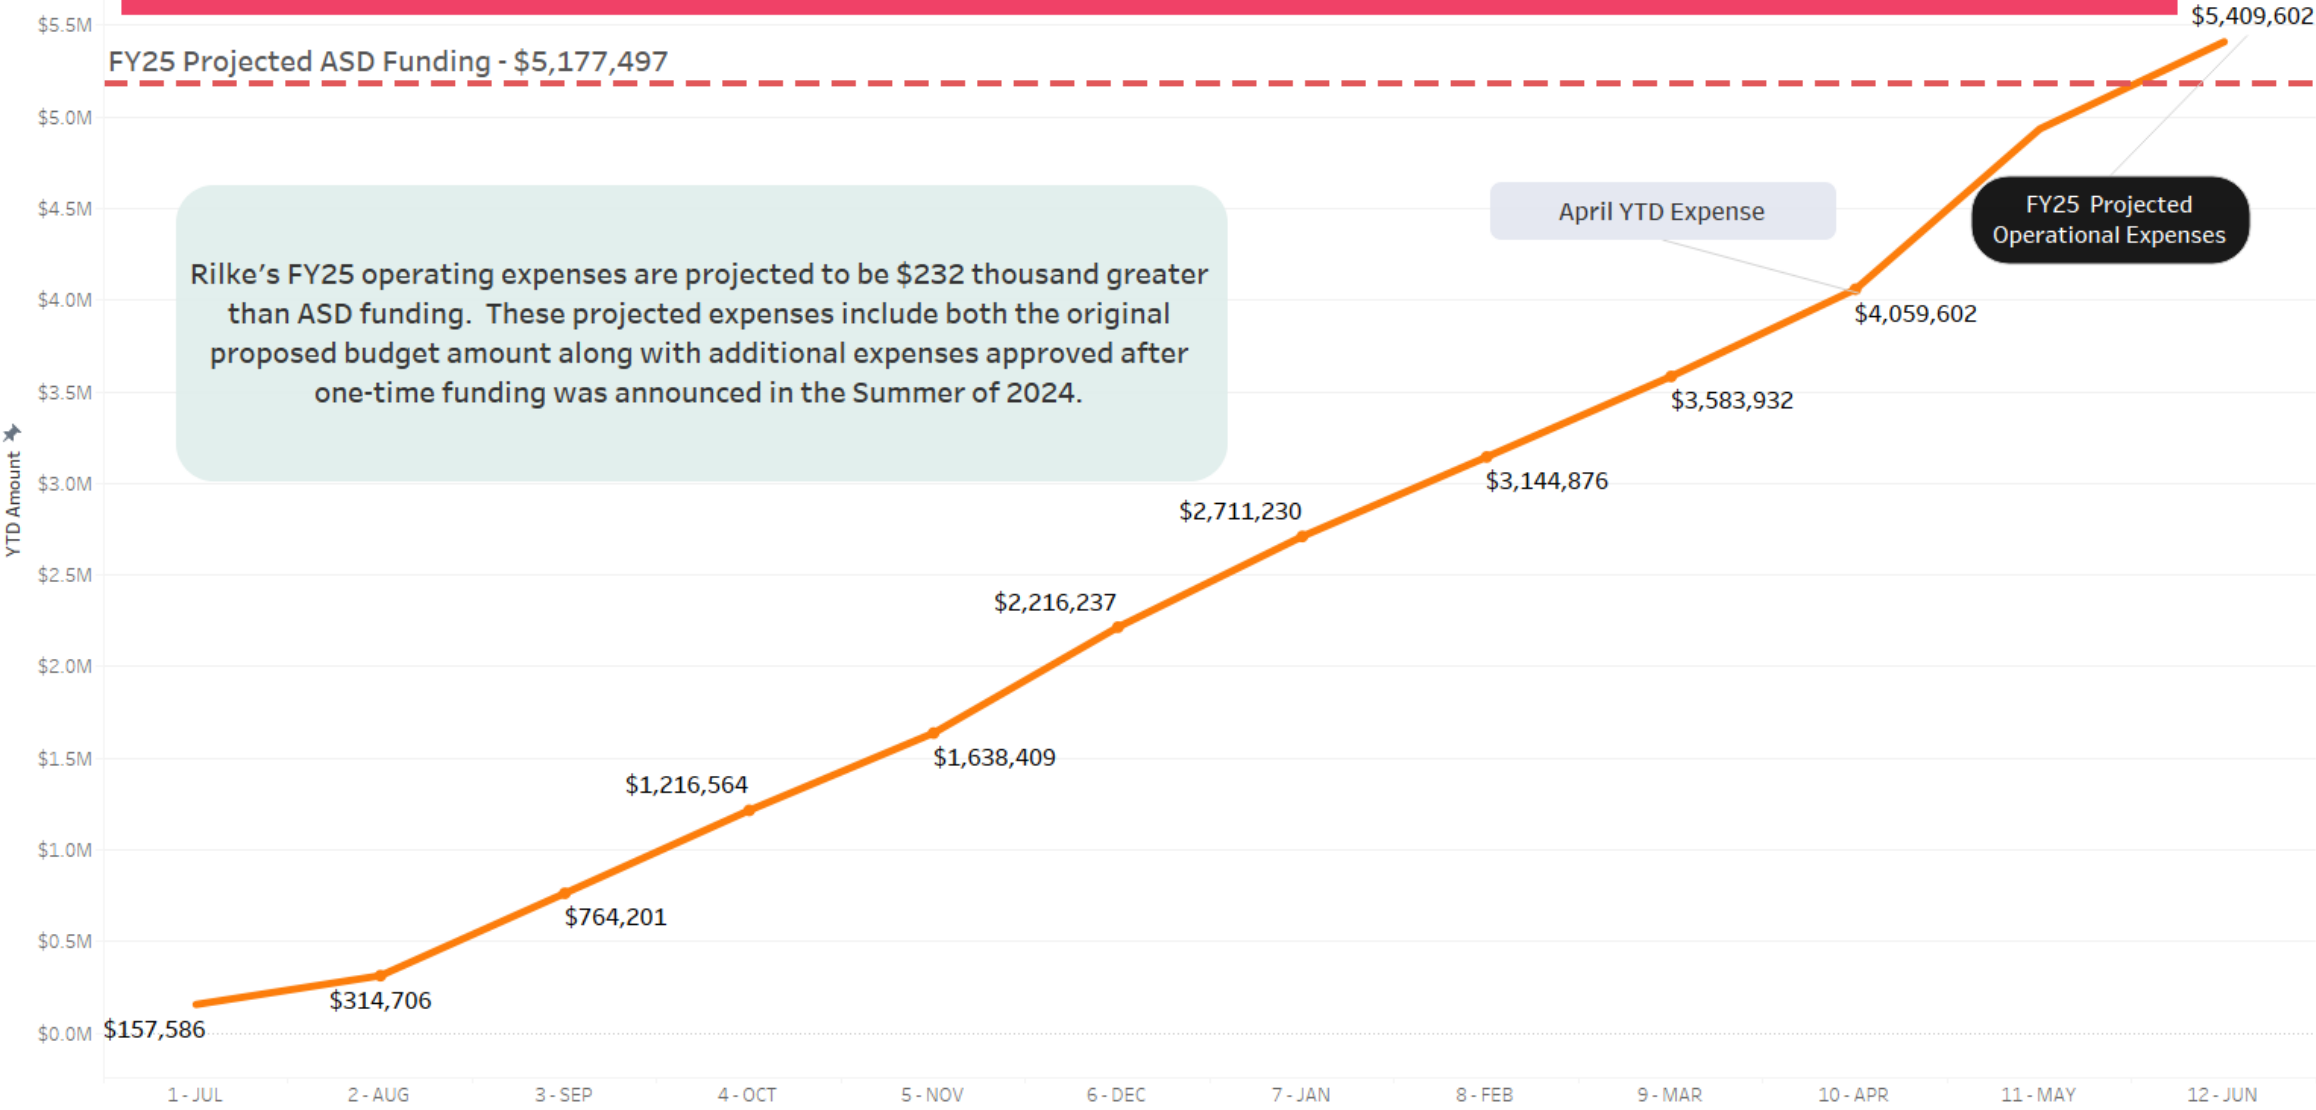 $5,409,602
$5.5M
FY25 Projected ASD Funding - $5,177,497
$5.0M
$4.5M
April YTD Expense
FY25  Projected
Operational Expenses
Rilke’s FY25 operating expenses are projected to be $232 thousand greater
than ASD funding.  These projected expenses include both the original
proposed budget amount along with additional expenses approved after
one-time funding was announced in the Summer of 2024.
$4.0M
$4,059,602
$3.5M
$3,583,932
YTD Amount
$3.0M
$3,144,876
$2,711,230
$2.5M
$2,216,237
$2.0M
$1.5M
$1,638,409
$1,216,564
$1.0M
$764,201
$0.5M
$314,706
$0.0M
$157,586
1 - JUL
2 - AUG
3 - SEP
4 - OCT
5 - NOV
6 - DEC
7 - JAN
8 - FEB
9 - MAR
10 - APR
11 - MAY
12 - JUN